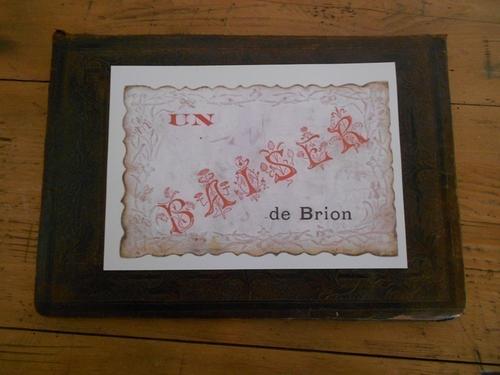 UN
BAISER
de Brion